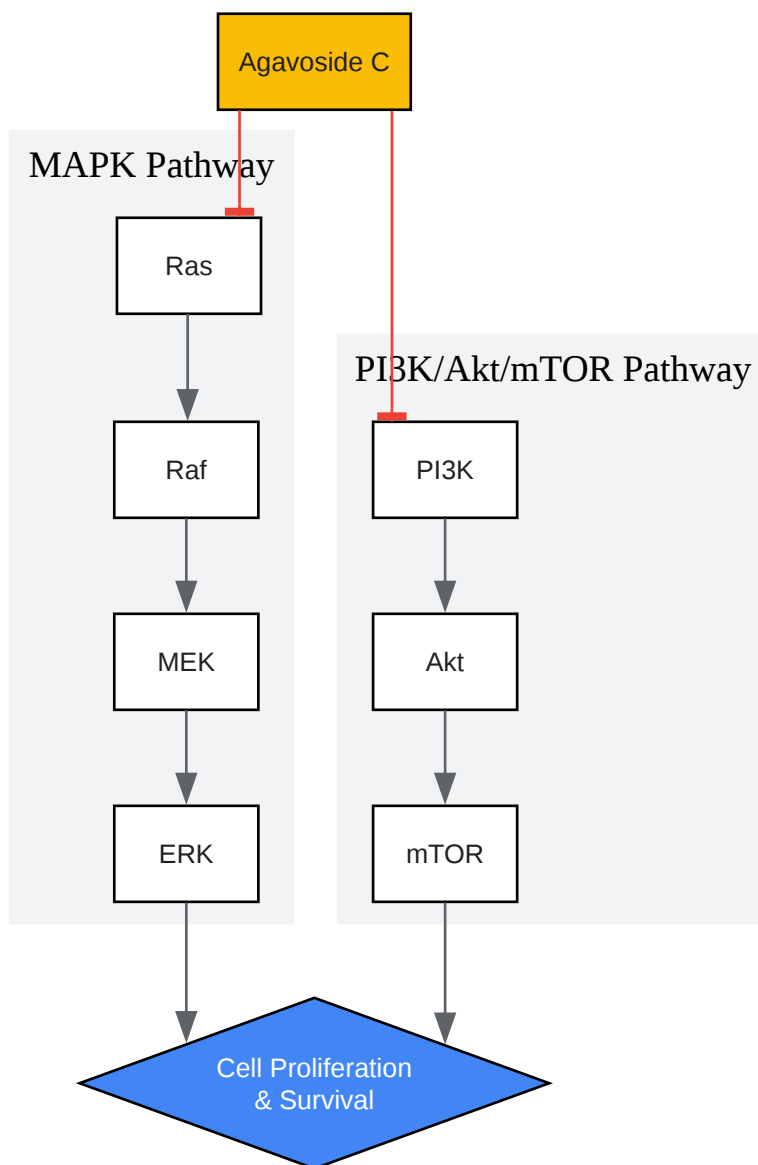 Agavoside C
MAPK Pathway
Ras
Raf
MEK
ERK
PI3K/Akt/mTOR Pathway
PI3K
Akt
mTOR
Cell Proliferation
& Survival